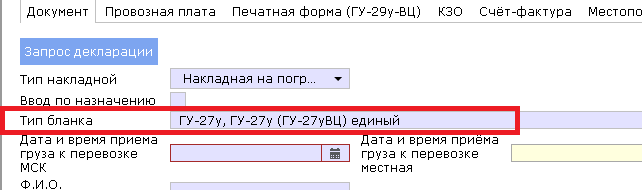 Документ Провозная плата Печатная форма (ГУ-29у-ВЦ) КЗО Счёт-фактура Местопо
Запрос декларации
Тип накладной Накладная на погр...
Ввод по назначению
Тип бланка ГУ-27у, ГУ-27у (ГУ-27уВЦ) единый
Дата и время приёма Дата и время приёма
груза к перевозке груза к перевозке
МСК местная
Ф.И.О.